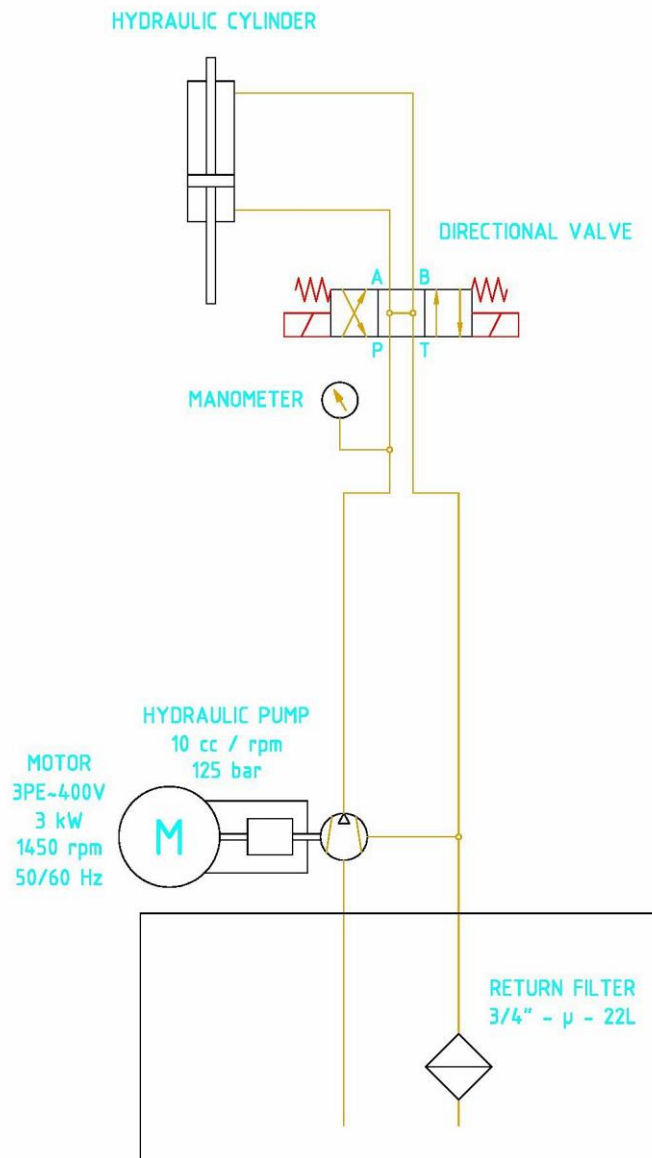 HYDRAULIC CYLINDER
DIRECTIONAL VALVE
A B
P T
MANOMETER
HYDRAULIC PUMP
10 cc / rpm
125 bar
MOTOR
3PE~400V
3 kW
1450 rpm
50/60 Hz
M
RETURN FILTER
3/4" - μ - 22L